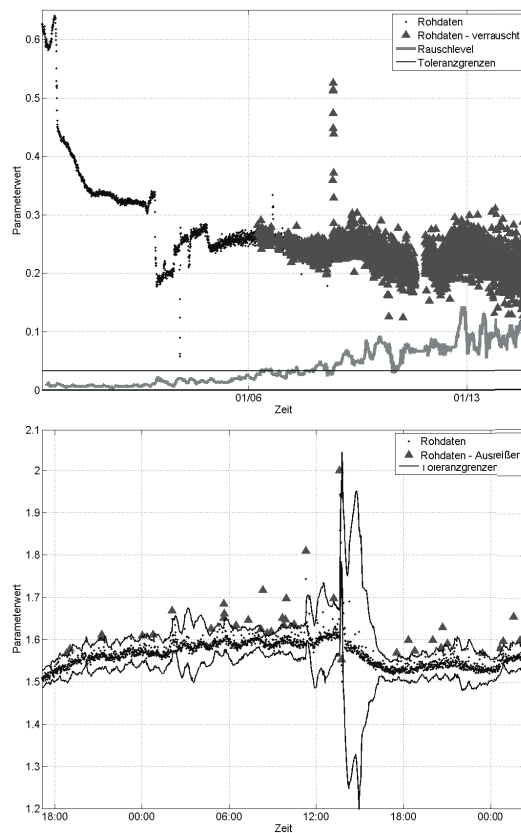 0.6
0.5
0.4
0.3
0.2
0.1
0
Parameterwert
Rohdaten
Rohdaten - verrauscht
Rauschlevel
Toleranzgrenzen
01/06
01/13
Zeit
2.1
2
1.9
1.8
1.7
1.6
1.5
1.4
1.3
1.2
Parameterwert
Rohdaten
Rohdaten - Ausreißer
Toleranzgrenzen
18:00
00:00
06:00
12:00
18:00
00:00
Zeit